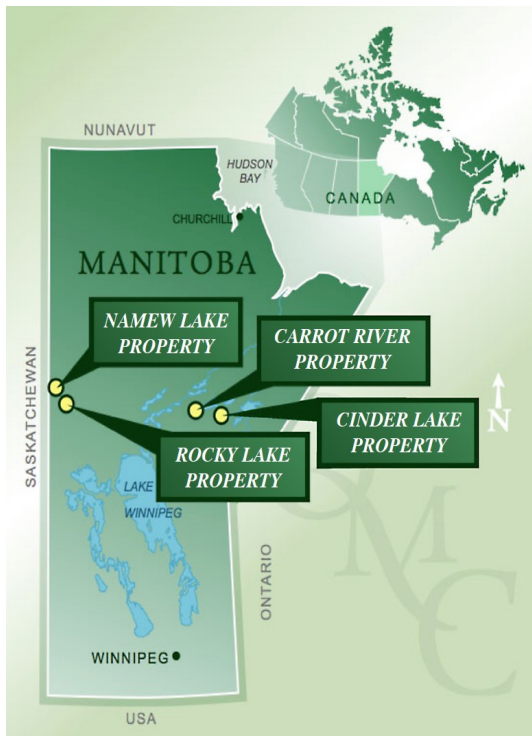 NUNAVUT
HUDSON
BAY
CANADA
CHURCHILL
MANITOBA
NAMEW LAKE
PROPERTY
CARROT RIVER
PROPERTY
SASKATCHEWAN
ROCKY LAKE
PROPERTY
CINDER LAKE
PROPERTY
N
LAKE
WINNIPEG
ONTARIO
QMC
WINNIPEG
USA